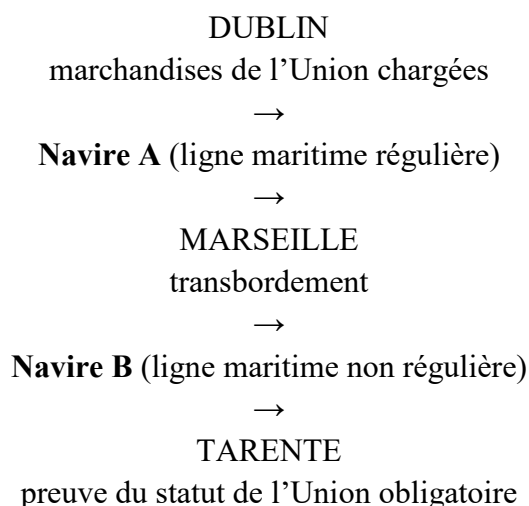 DUBLIN
marchandises de l’Union chargées
→
Navire A (ligne maritime régulière)
→
MARSEILLE
transbordement
→
Navire B (ligne maritime non régulière)
→
TARENTE
preuve du statut de l’Union obligatoire